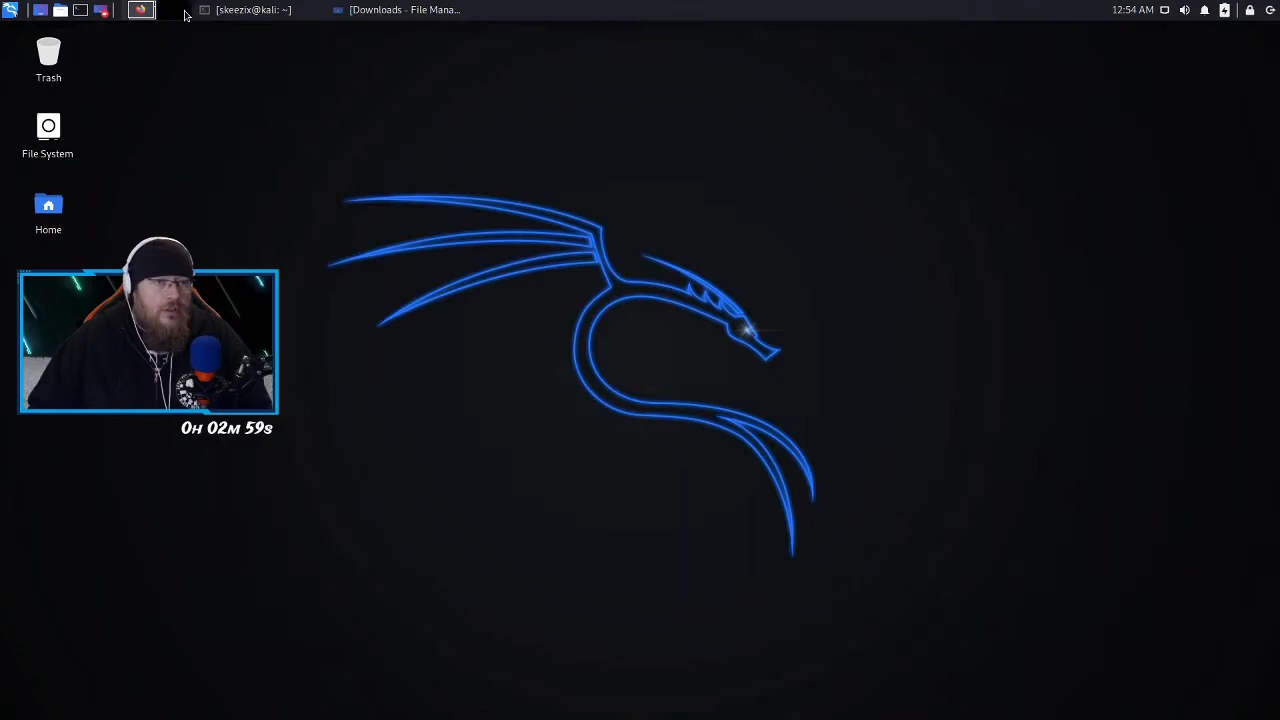 [skeezix@kali: ~]
[Downloads - File Mana...
12:54 AM
Trash
File System
Home
0h 02m 59s